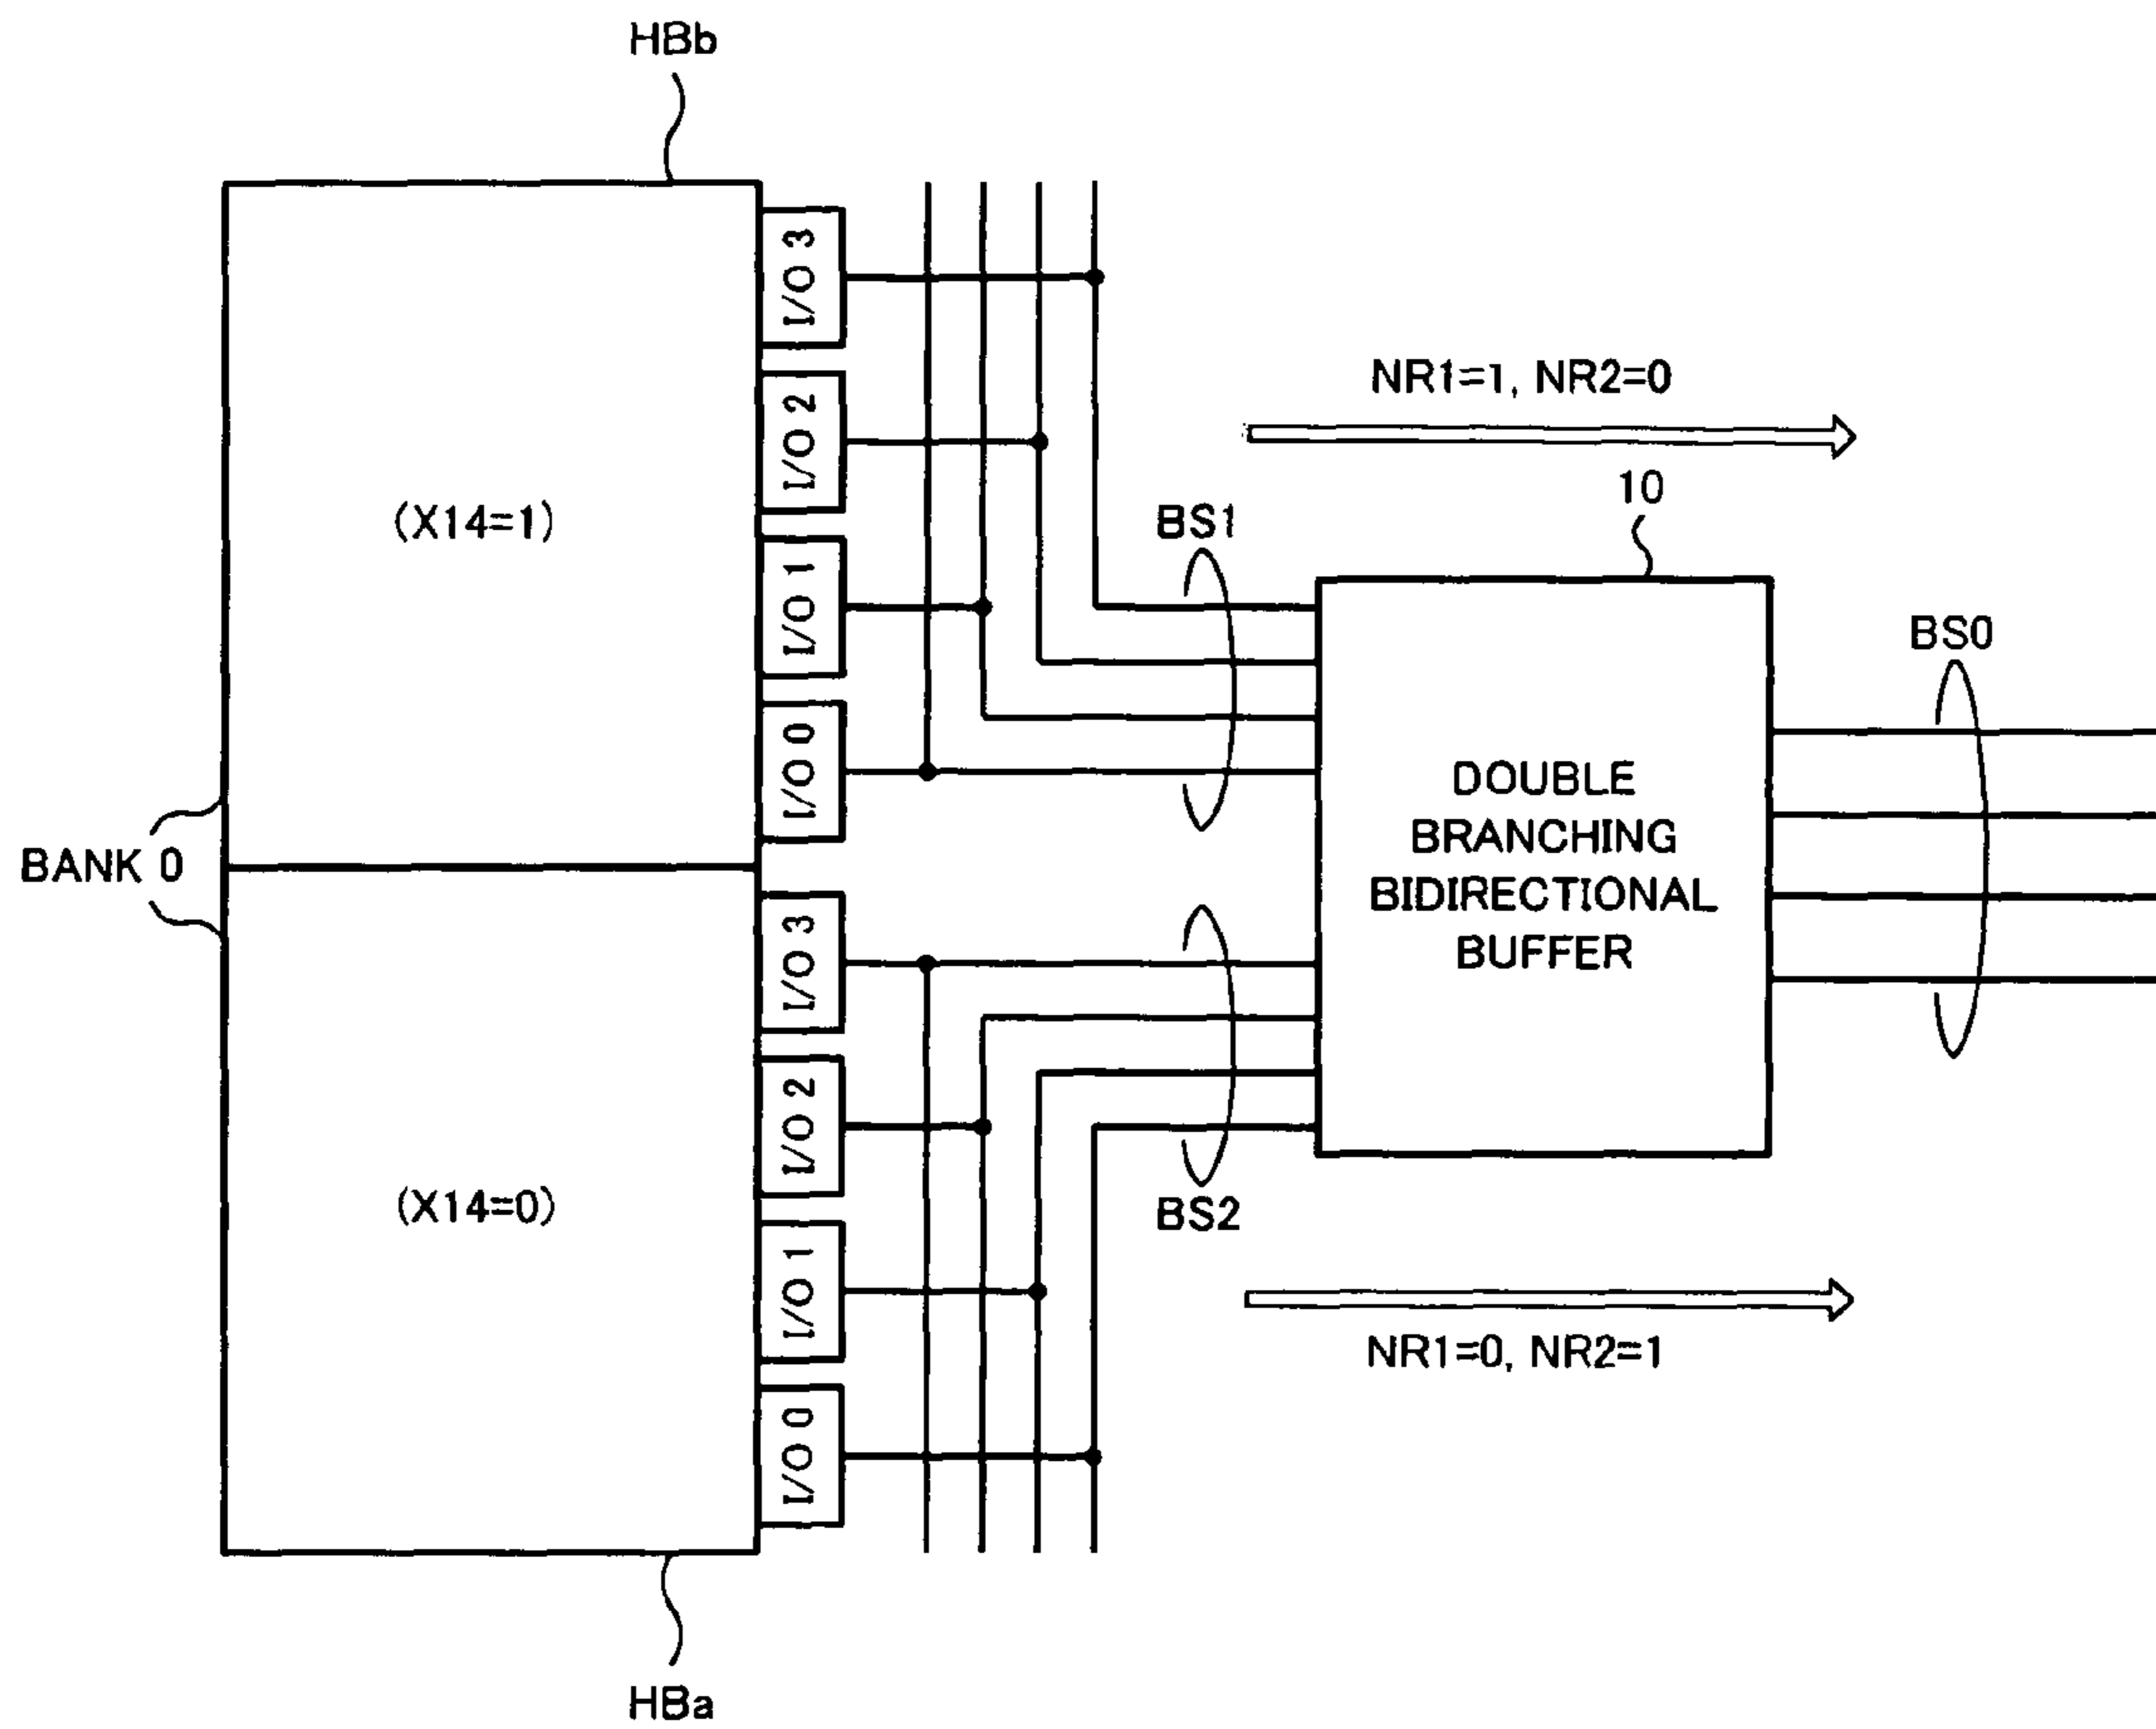 HBb
I/O 3
NR1=1, NR2=0
I/O 2
10
(X14=1)
BS1
I/O 1
BS0
I/O 0
DOUBLE
BRANCHING
BIDIRECTIONAL
BUFFER
BANK 0
I/O 3
I/O 2
(X14=0)
BS2
I/O 1
NR1=0, NR2=1
I/O 0
HBa